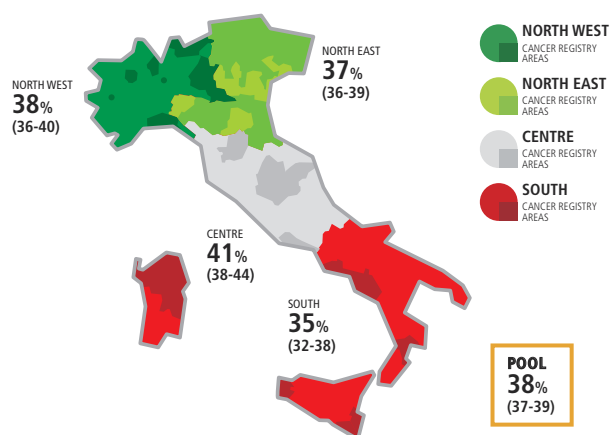 NORTH WEST
38%
(36-40)
NORTH EAST
37%
(36-39)
CENTRE
41%
(38-44)
SOUTH
35%
(32-38)
NORTH WEST
CANCER REGISTRY
AREAS
NORTH EAST
CANCER REGISTRY
AREAS
CENTRE
CANCER REGISTRY
AREAS
SOUTH
CANCER REGISTRY
AREAS
POOL
38%
(37-39)